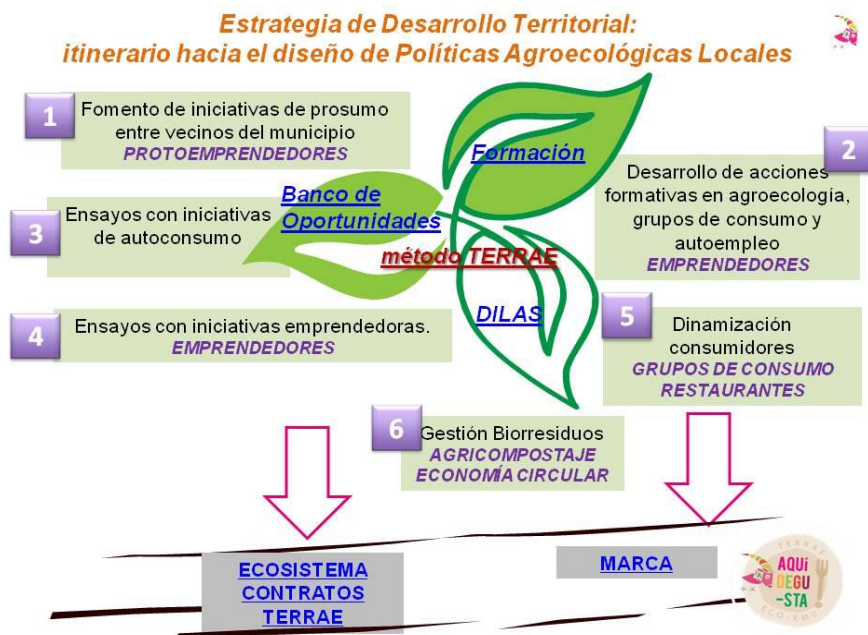 Estrategia de Desarrollo Territorial:
itinerario hacia el diseño de Políticas Agroecológicas Locales
1
Fomento de iniciativas de prosumo
entre vecinos del municipio
PROTOEMPRENDEDORES
Formación
2
Desarrollo de acciones
formativas en agroecología,
grupos de consumo y
autoempleo
EMPRENDEDORES
Banco de
Oportunidades
3
Ensayos con iniciativas
de autoconsumo
método TERRAE
DILAS
4
Ensayos con iniciativas emprendedoras.
EMPRENDEDORES
5
Dinamización
consumidores
GRUPOS DE CONSUMO
RESTAURANTES
6
Gestión Biorresiduos
AGRICOMPOSTAJE
ECONOMÍA CIRCULAR
ECOSISTEMA
CONTRATOS
TERRAE
MARCA
TERRAE
AQUÍ
DEGU
-STA
ECO-KM0